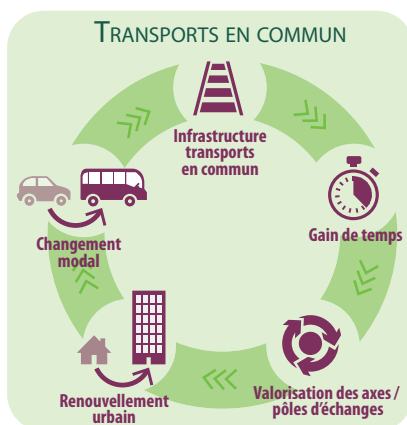 TRANSPORTS EN COMMUN
Infrastructure
transports
en commun
Gain de temps
Valorisation des axes /
pôles d'échanges
Renouvellement
urbain
Changement
modal